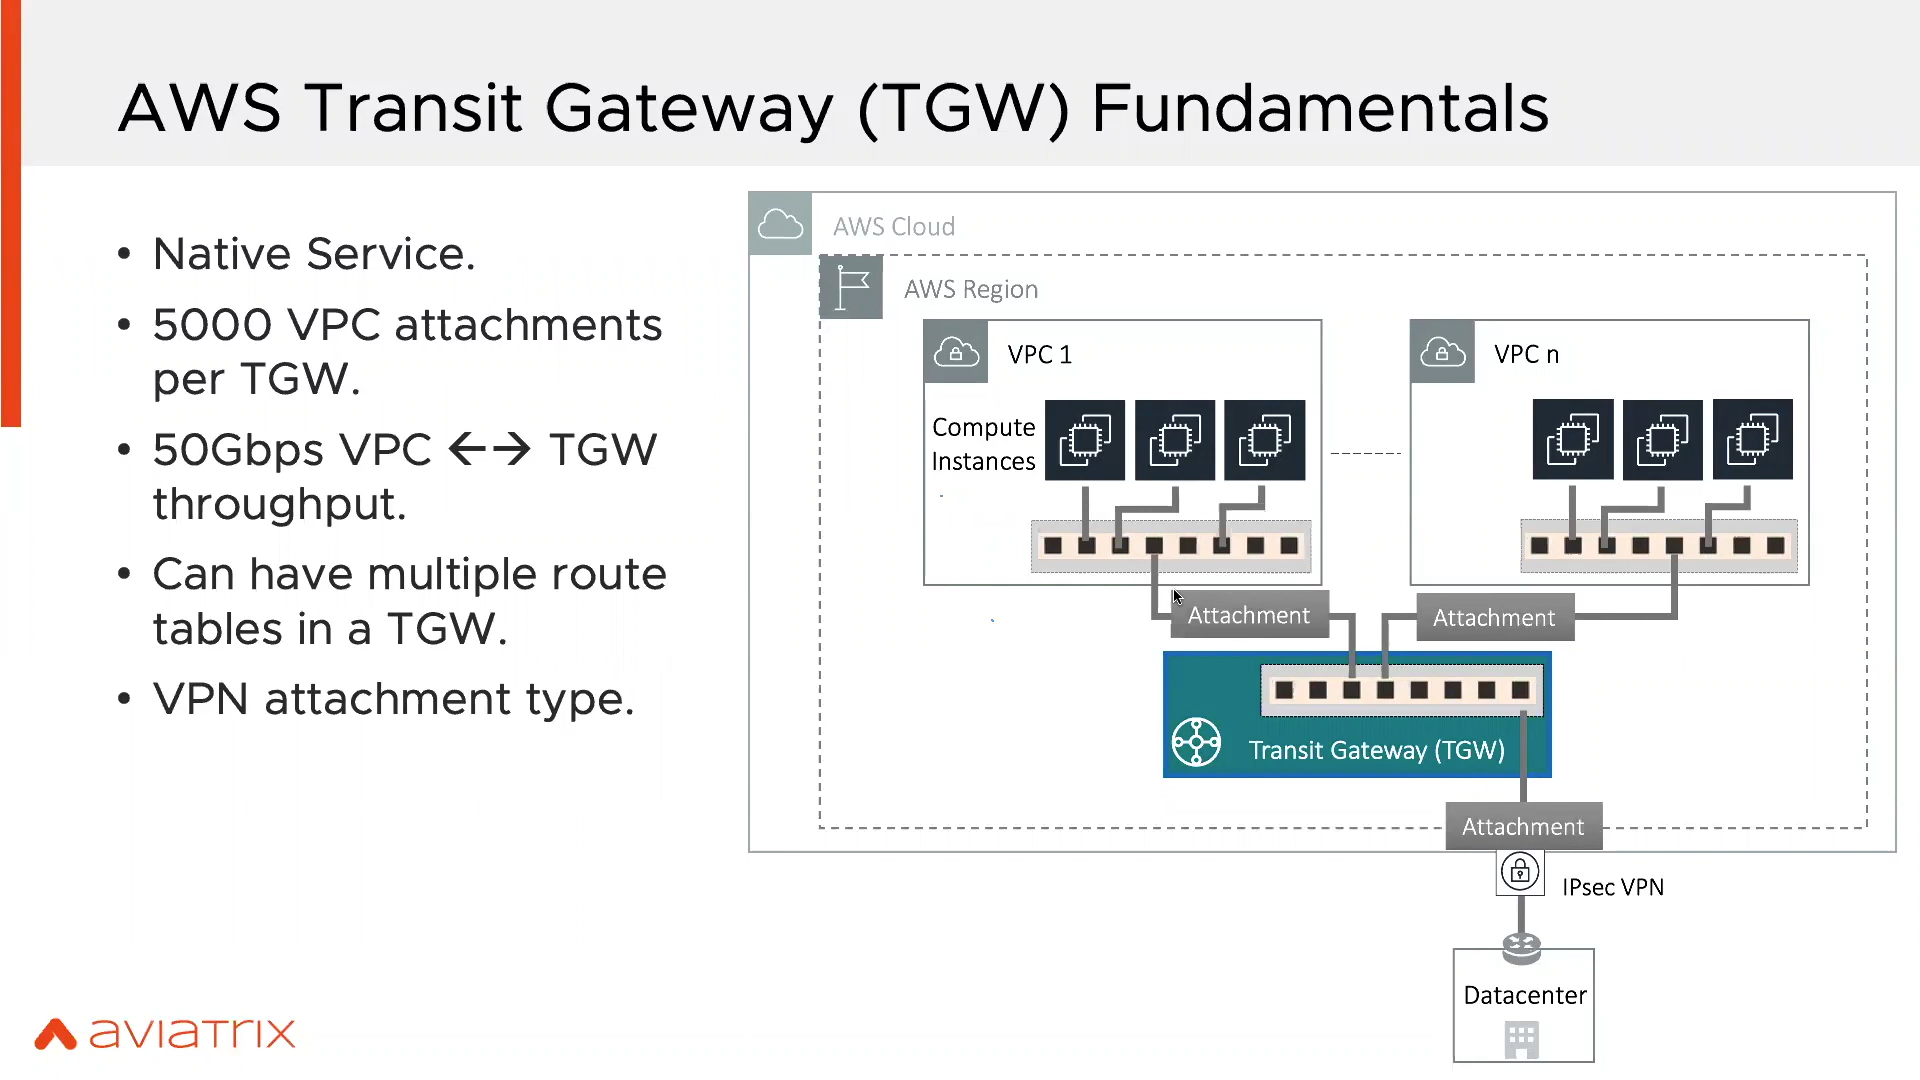 AWS Transit Gateway (TGW) Fundamentals
• Native Service.
• 5000 VPC attachments
per TGW.
• 50Gbps VPC ←→ TGW
throughput.
• Can have multiple route
tables in a TGW.
• VPN attachment type.
AWS Cloud
AWS Region
VPC 1
VPC n
Compute
Instances
Attachment
Attachment
Transit Gateway (TGW)
Attachment
IPsec VPN
Datacenter
aviatrix